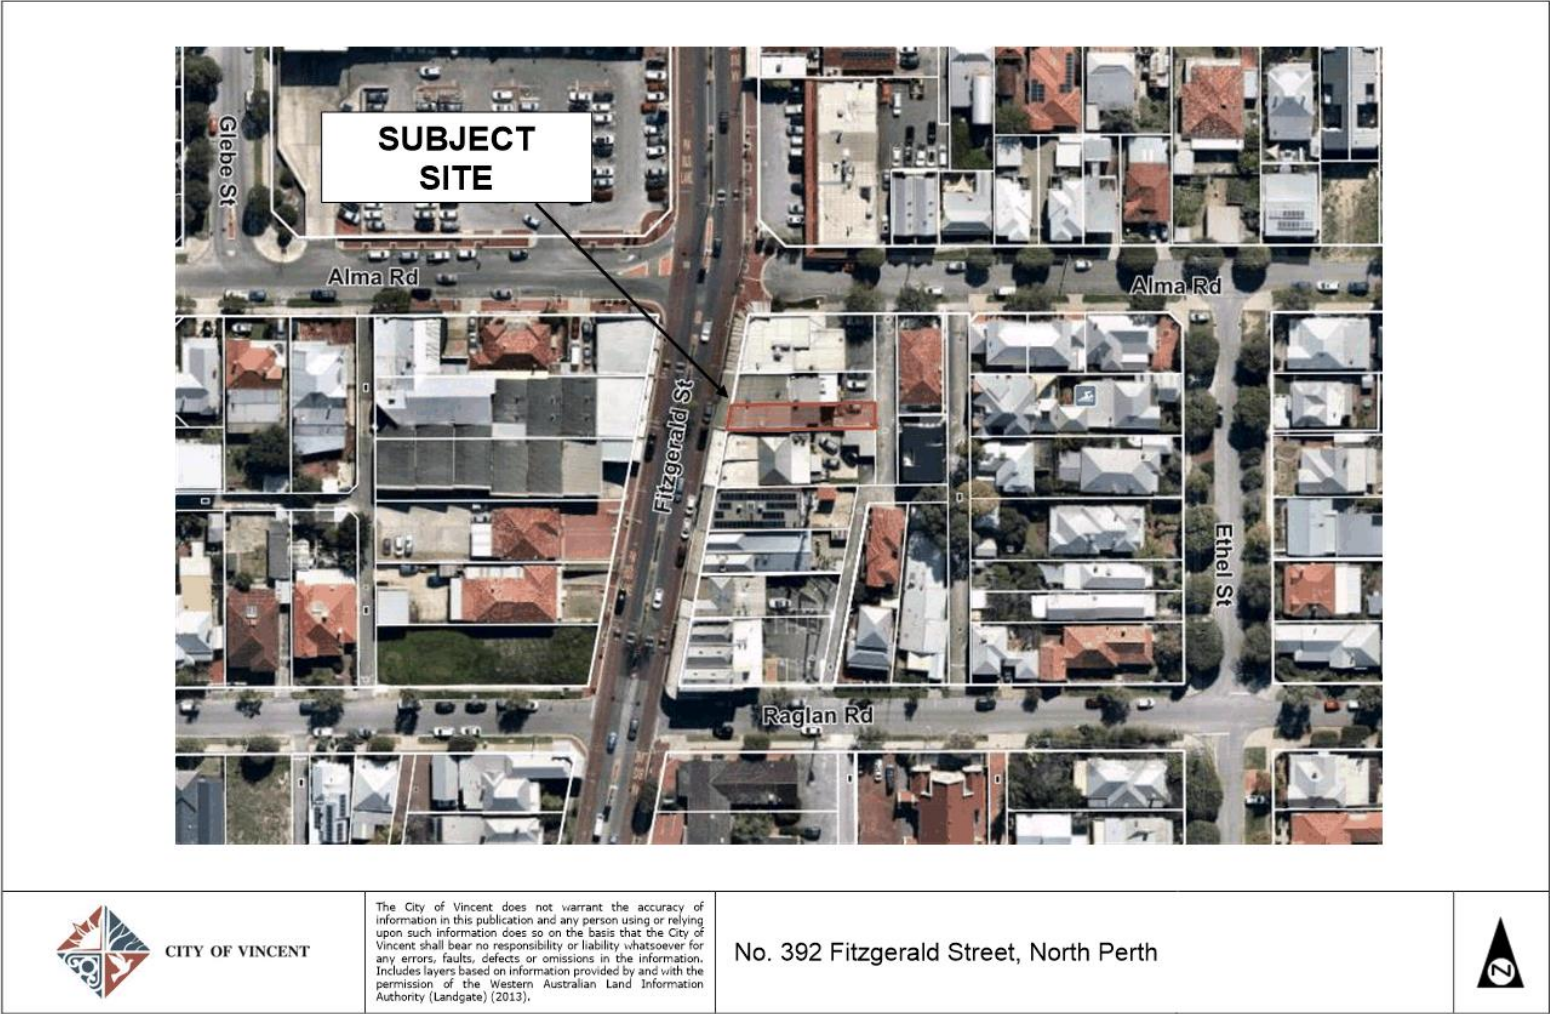 SUBJECT
SITE
Glebe St
Alma Rd
Alma Rd
Fitzgerald St
Ethel St
Raglan Rd
CITY OF VINCENT
The City of Vincent does not warrant the accuracy of
information in this publication and any person using or relying
upon such information does so on the basis that the City of
Vincent shall bear no responsibility or liability whatsoever for
any errors, faults, defects or omissions in the information.
Includes layers based on information provided by and with the
permission of the Western Australian Land Information
Authority (Landgate) (2013).
No. 392 Fitzgerald Street, North Perth
N